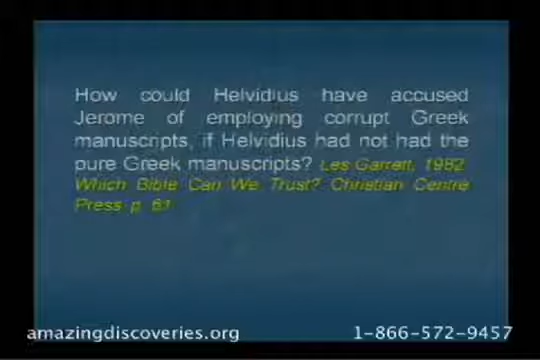 How could Helvidius have accused
Jerome of employing corrupt Greek
manuscripts, if Helvidius had not had the
pure Greek manuscripts? Les Garrett, 1982.
Which Bible Can We Trust? Christian Centre
Press p. 61
amazingdiscoveries.org 1-866-572-9457